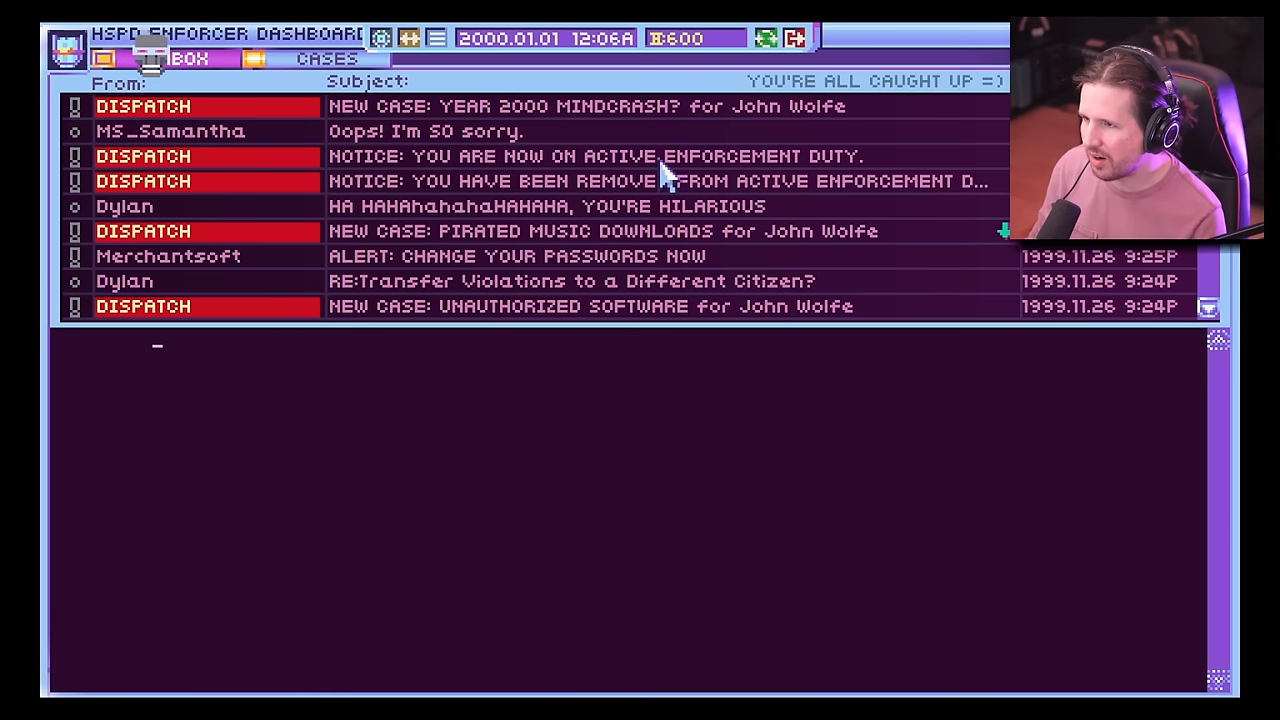 HSPD ENFORCER DASHBOARD
2000.01.01 12:06A
600
BOX
CASES
From:
Subject:
YOU'RE ALL CAUGHT UP =)
DISPATCH NEW CASE: YEAR 2000 MINDCRASH? for John Wolfe
MS_Samantha Oops! I'm SO sorry.
DISPATCH NOTICE: YOU ARE NOW ON ACTIVE ENFORCEMENT DUTY.
DISPATCH NOTICE: YOU HAVE BEEN REMOVE FROM ACTIVE ENFORCEMENT D...
Dylan HA HAHAhahahaHAHAHA, YOU'RE HILARIOUS
DISPATCH NEW CASE: PIRATED MUSIC DOWNLOADS for John Wolfe
Merchantsoft ALERT: CHANGE YOUR PASSWORDS NOW 1999.11.26 9:25P
Dylan RE:Transfer Violations to a Different Citizen? 1999.11.26 9:24P
DISPATCH NEW CASE: UNAUTHORIZED SOFTWARE for John Wolfe 1999.11.26 9:24P